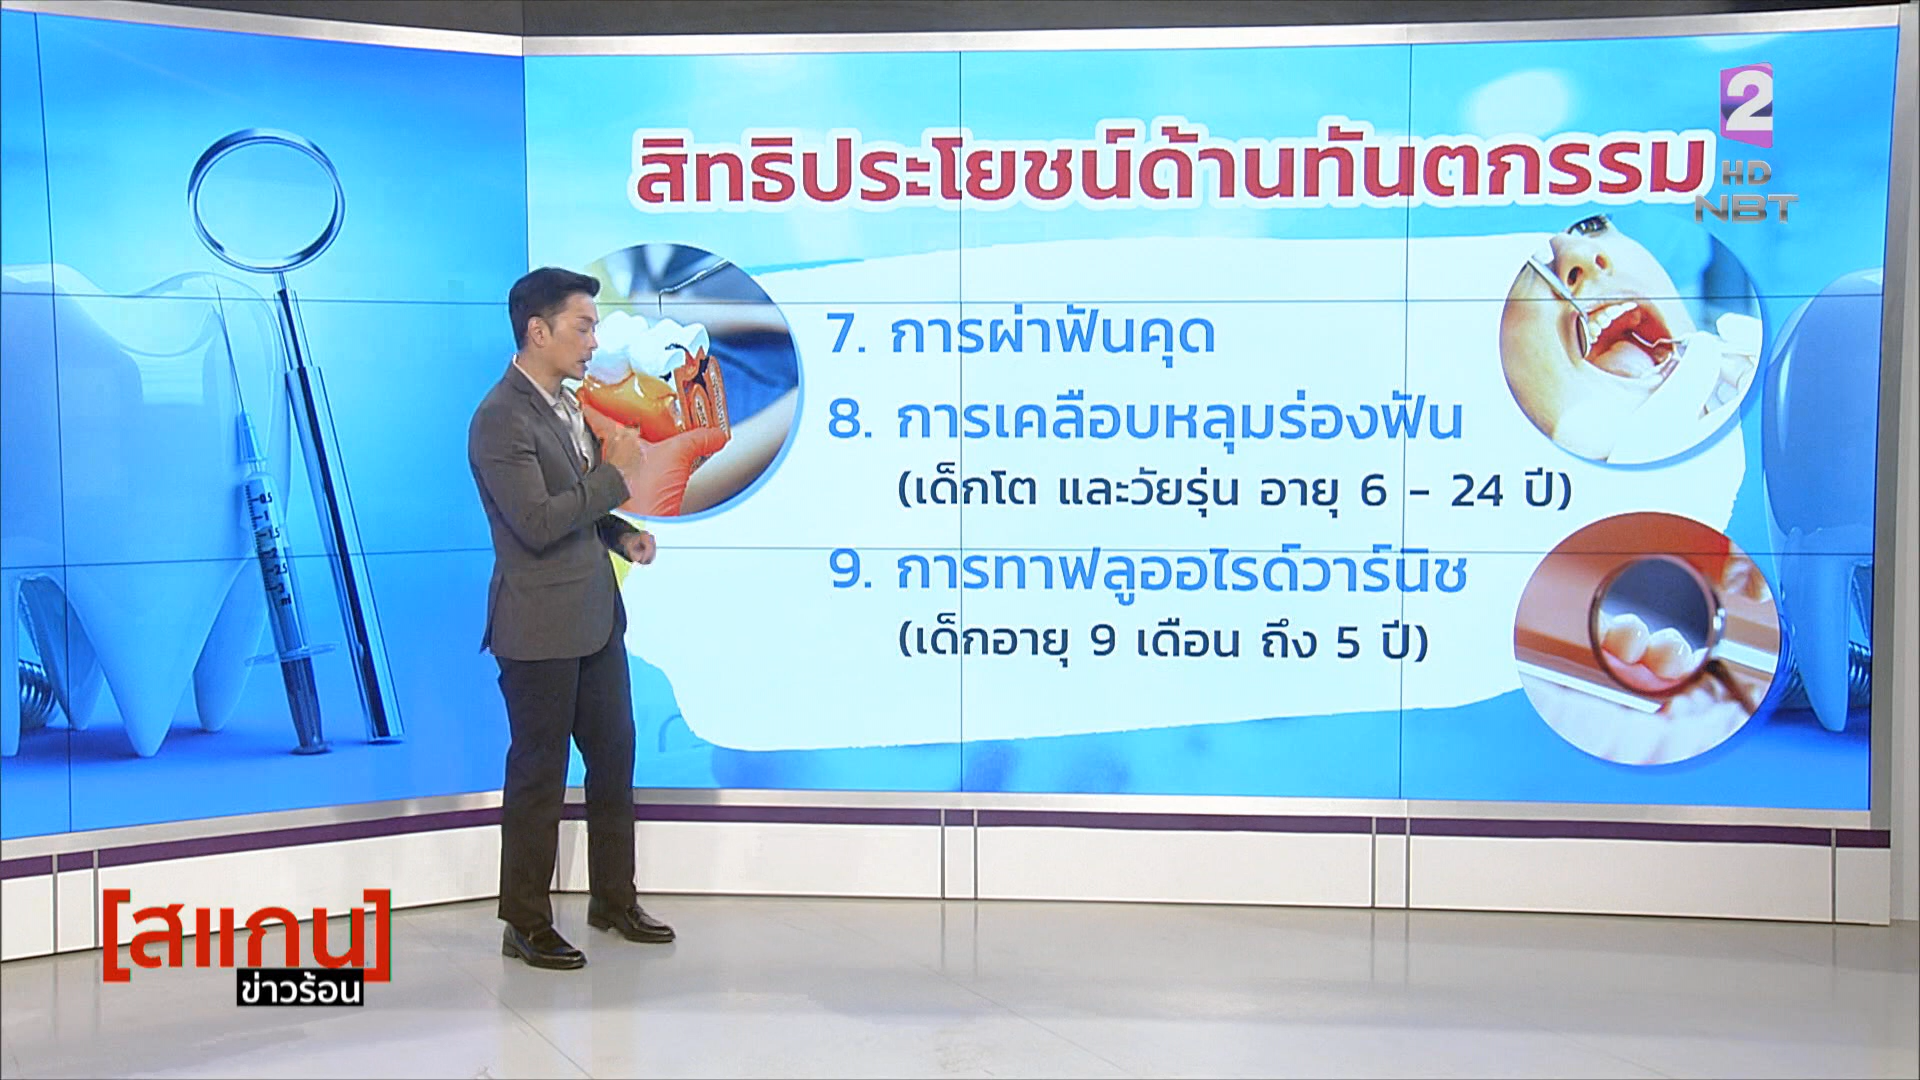 สิทธิประโยชน์ด้านทันตกรรม
2
HD
NBT
7. การผ่าฟันคุด
8. การเคลือบหลุมร่องฟัน
(เด็กโต และวัยรุ่น อายุ 6 - 24 ปี)
9. การทาฟลูออไรด์วาร์นิช
(เด็กอายุ 9 เดือน ถึง 5 ปี)
[สแกน]
ข่าวร้อน